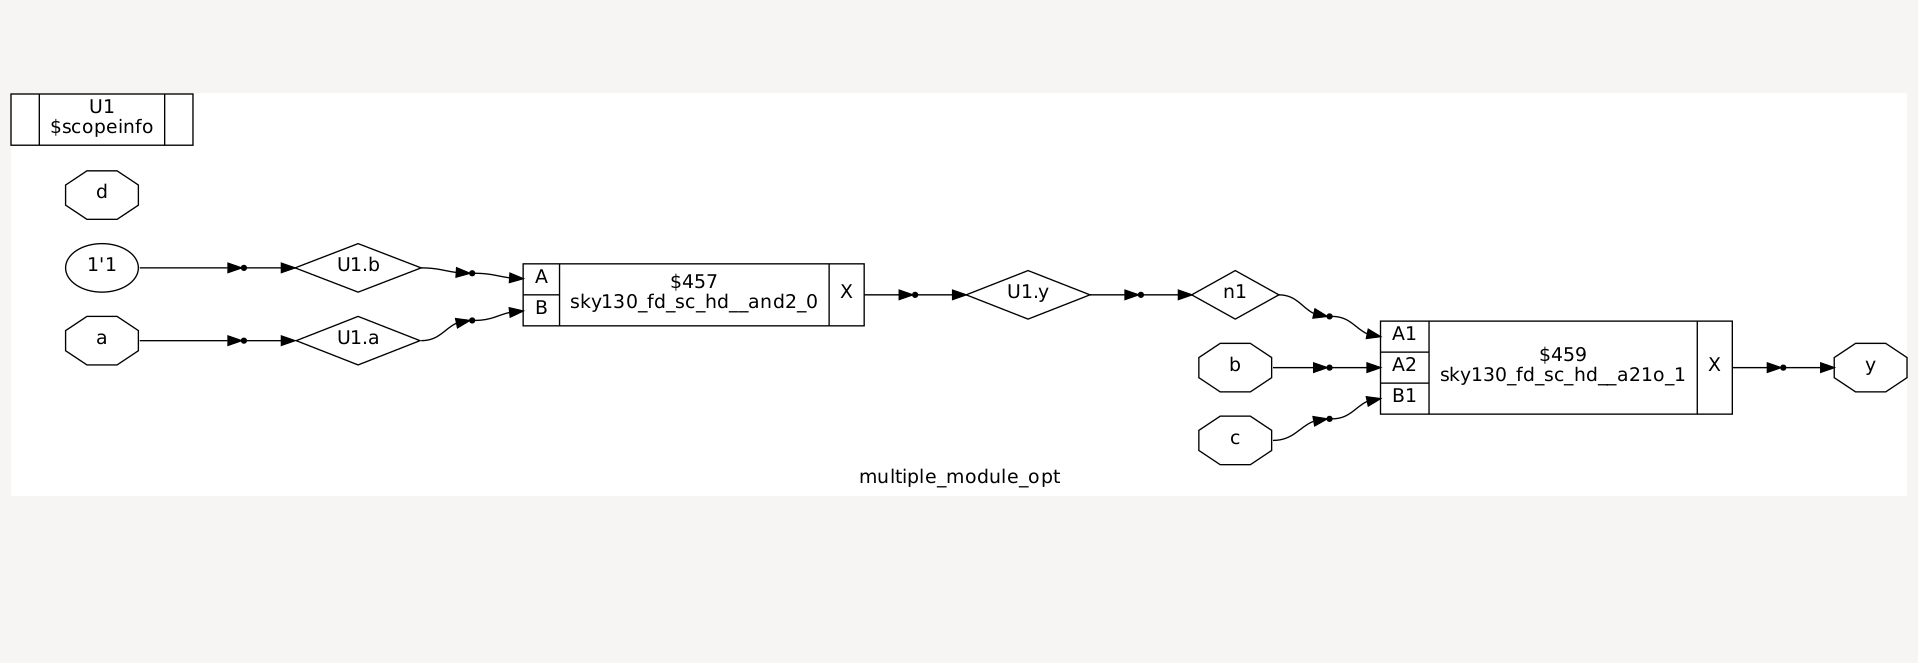 U1
$scopeinfo
d
1'1
U1.b
a
U1.a
A
B
$457
sky130_fd_sc_hd__and2_0
X
U1.y
n1
b
c
A1
A2
B1
$459
sky130_fd_sc_hd__a21o_1
X
y
multiple_module_opt